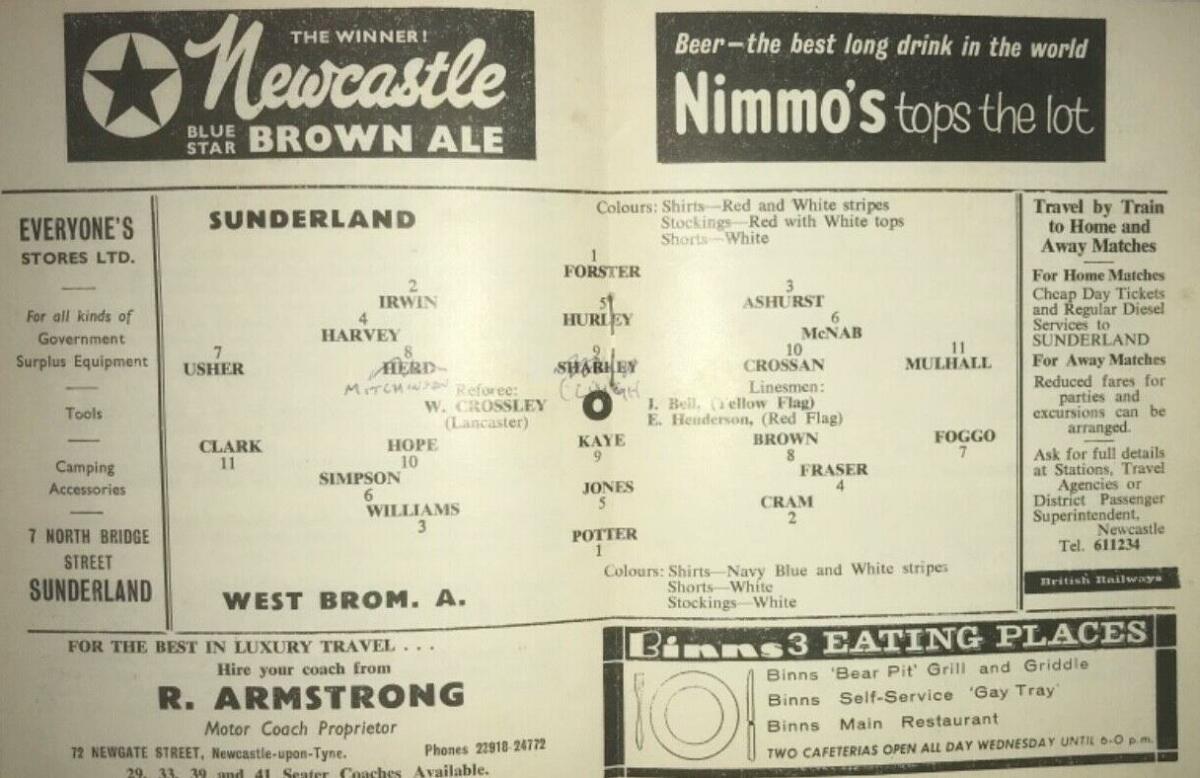 THE WINNER!
Newcastle
BLUE STAR BROWN ALE
Beer—the best long drink in the world
Nimmo's tops the lot
EVERYONE'S
STORES LTD.
For all kinds of
Government
Surplus Equipment
Tools
Camping
Accessories
7 NORTH BRIDGE
STREET
SUNDERLAND
SUNDERLAND
Colours: Shirts—Red and White stripes
Stockings—Red with White tops
Shorts—White
1
FORSTER
2 3
IRWIN ASHURST
5
HURLEY
4 6
HARVEY McNAB
7 8 9 10 11
USHER HERD SHARKEY CROSSAN MULHALL
MITCHINSON CLOUGH
Referee: Linesmen:
W. CROSSLEY J. Bell, (Yellow Flag)
(Lancaster) E. Henderson, (Red Flag)
CLARK HOPE KAYE BROWN FOGGO
11 10 9 8 7
SIMPSON FRASER
6 4
JONES
5
WILLIAMS CRAM
3 2
POTTER
1
Colours: Shirts—Navy Blue and White stripes
Shorts—White
Stockings—White
WEST BROM. A.
Travel by Train
to Home and
Away Matches
For Home Matches
Cheap Day Tickets
and Regular Diesel
Services to
SUNDERLAND
For Away Matches
Reduced fares for
parties and
excursions can be
arranged.
Ask for full details
at Stations, Travel
Agencies or
District Passenger
Superintendent,
Newcastle
Tel. 611234
British Railways
FOR THE BEST IN LUXURY TRAVEL . . .
Hire your coach from
R. ARMSTRONG
Motor Coach Proprietor
72 NEWGATE STREET, Newcastle-upon-Tyne. Phones 22918-24772
29, 33, 39 and 41 Seater Coaches Available.
Binns 3 EATING PLACES
Binns 'Bear Pit' Grill and Griddle
Binns Self-Service 'Gay Tray'
Binns Main Restaurant
TWO CAFETERIAS OPEN ALL DAY WEDNESDAY UNTIL 6-0 p.m.